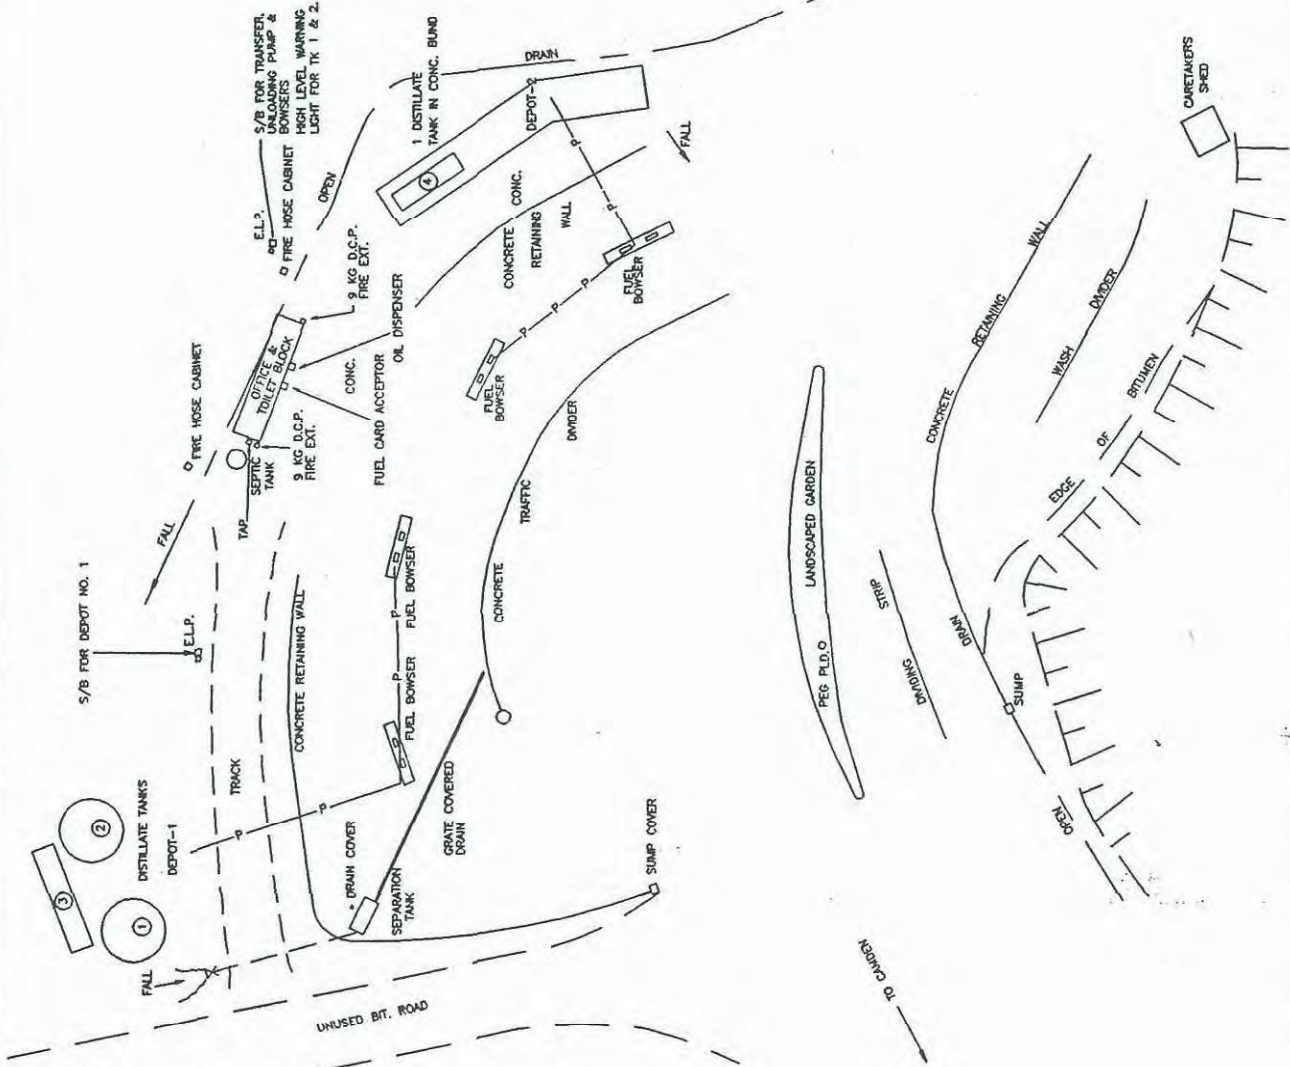 S/B FOR TRANSFER,
UNLOADING PUMP &
BOWSERS
HIGH LEVEL WARNING
LIGHT FOR TK 1 & 2.
E.L.P.
FIRE HOSE CABINET
OPEN
DRAIN
1 DISTILLATE
TANK IN CONC. BUND
DEPOT-2
4
CONC.
FALL
CONCRETE
RETAINING
WALL
P
P
FUEL
BOWSER
P
P
P
FUEL
BOWSER
9 KG D.C.P.
FIRE EXT.
OIL DISPENSER
CONC.
FUEL CARD ACCEPTOR
OFFICE &
TOILET BLOCK
FIRE HOSE CABINET
9 KG D.C.P.
FIRE EXT.
SEPTIC
TANK
TAP
FALL
S/B FOR DEPOT NO. 1
E.L.P.
CONCRETE RETAINING WALL
FUEL BOWSER
P
P
FUEL BOWSER
CONCRETE
TRAFFIC
DIVIDER
TRACK
DISTILLATE TANKS
DEPOT-1
1
2
3
P
P
DRAIN COVER
SEPARATION
TANK
GRATE COVERED
DRAIN
SUMP COVER
FALL
UNUSED BIT. ROAD
LANDSCAPED GARDEN
PEG PLD.
DIVIDING
STRIP
CONCRETE
RETAINING
WALL
WASH
DIVIDER
CARETAKERS
SHED
EDGE
OF
BITUMEN
OPEN
DRAIN
SUMP
TO CAMDEN